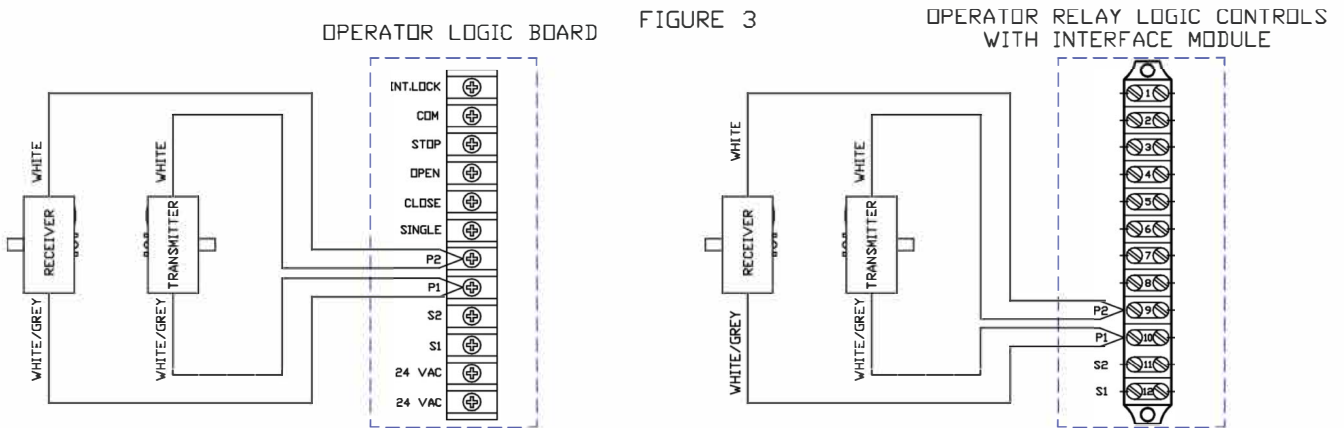 FIGURE 3
OPERATOR LOGIC BOARD
INT.LOCK
COM
STOP
OPEN
CLOSE
SINGLE
P2
P1
S2
S1
24 VAC
24 VAC
WHITE
WHITE
RECEIVER
TRANSMITTER
WHITE/GREY
WHITE/GREY
OPERATOR RELAY LOGIC CONTROLS
WITH INTERFACE MODULE
1
2
3
4
5
6
7
8
P2 9
P1 10
S2 11
S1 12
WHITE
WHITE
RECEIVER
TRANSMITTER
WHITE/GREY
WHITE/GREY